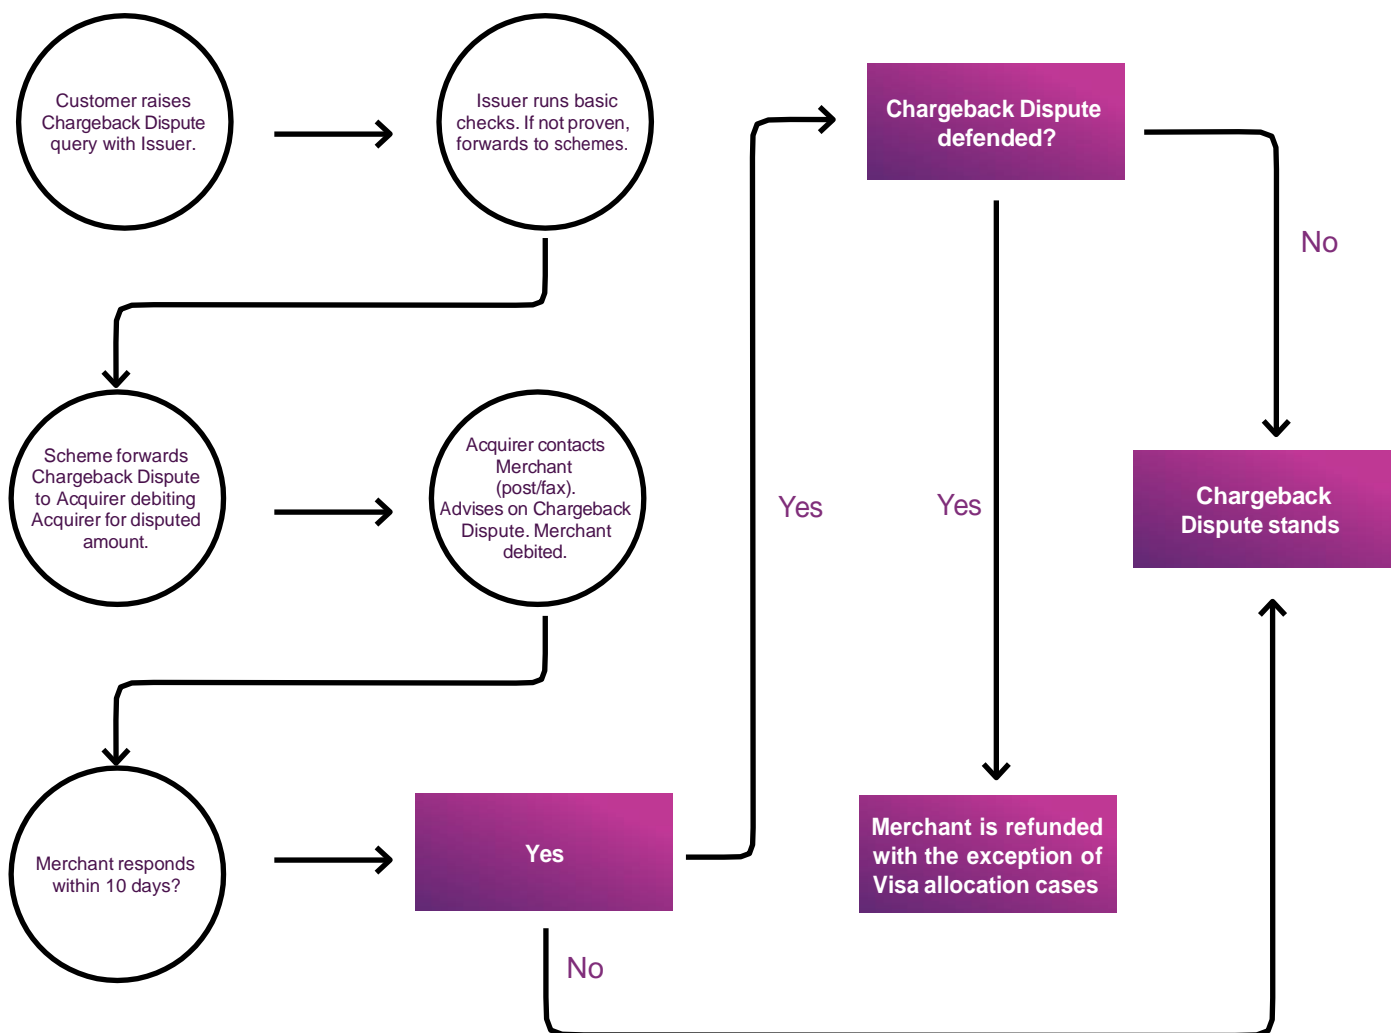 Customer raises
Chargeback Dispute
query with Issuer.
Issuer runs basic
checks. If not proven,
forwards to schemes.
Scheme forwards
Chargeback Dispute
to Acquirer debiting
Acquirer for disputed
amount.
Acquirer contacts
Merchant
(post/fax).
Advises on Chargeback
Dispute. Merchant
debited.
Merchant responds
within 10 days?
Yes
No
Yes
Chargeback Dispute
defended?
Yes
No
Merchant is refunded
with the exception of
Visa allocation cases
Chargeback
Dispute stands